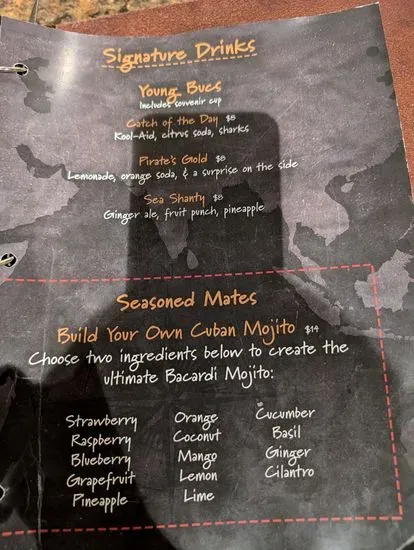 Signature Drinks
Young Bucs
Includes souvenir cup
Catch of the Day $8
Kool-Aid, citrus soda, sharks
Pirate's Gold $8
Lemonade, orange soda, & a surprise on the side
Sea Shanty $8
Ginger ale, fruit punch, pineapple
Seasoned Mates
Build Your Own Cuban Mojito $14
Choose two ingredients below to create the
ultimate Bacardi Mojito:
Strawberry
Raspberry
Blueberry
Grapefruit
Pineapple
Orange
Coconut
Mango
Lemon
Lime
Cucumber
Basil
Ginger
Cilantro